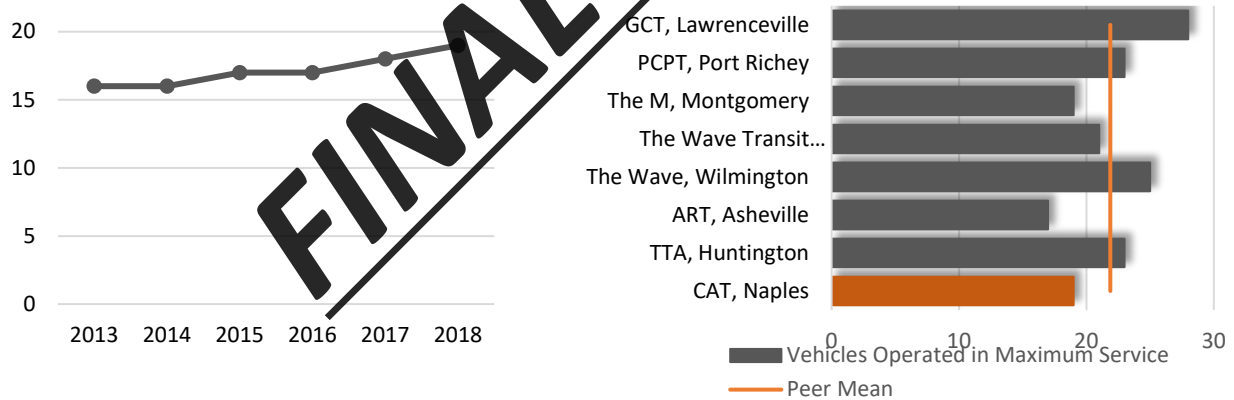 20
15
10
5
0
2013 2014 2015 2016 2017 2018
FINAL
GCT, Lawrenceville
PCPT, Port Richey
The M, Montgomery
The Wave Transit...
The Wave, Wilmington
ART, Asheville
TTA, Huntington
CAT, Naples
0 10 20 30
Vehicles Operated in Maximum Service
Peer Mean